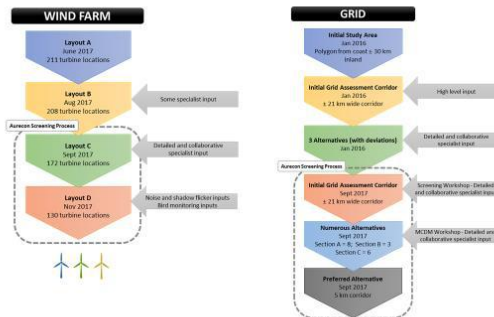 WIND FARM
Layout A
June 2017
211 turbine locations
Layout B
Aug 2017
208 turbine locations
Some specialist input
Aurecon Screening Process
Layout C
Sept 2017
172 turbine locations
Detailed and collaborative
specialist input
Layout D
Nov 2017
130 turbine locations
Noise and shadow flicker inputs
Bird monitoring inputs
GRID
Initial Study Area
Jan 2016
Polygon from coast ± 30 km
inland
Initial Grid Assessment Corridor
Jan 2016
± 21 km wide corridor
High level input
3 Alternatives (with deviations)
Jan 2016
Detailed and collaborative
specialist input
Aurecon Screening Process
Initial Grid Assessment Corridor
Sept 2017
± 21 km wide corridor
Screening Workshop - Detailed
and collaborative specialist input
Numerous Alternatives
Sept 2017
Section A = 8; Section B = 3
Section C = 6
MCDM Workshop - Detailed and
collaborative specialist input
Preferred Alternative
Sept 2017
5 km corridor